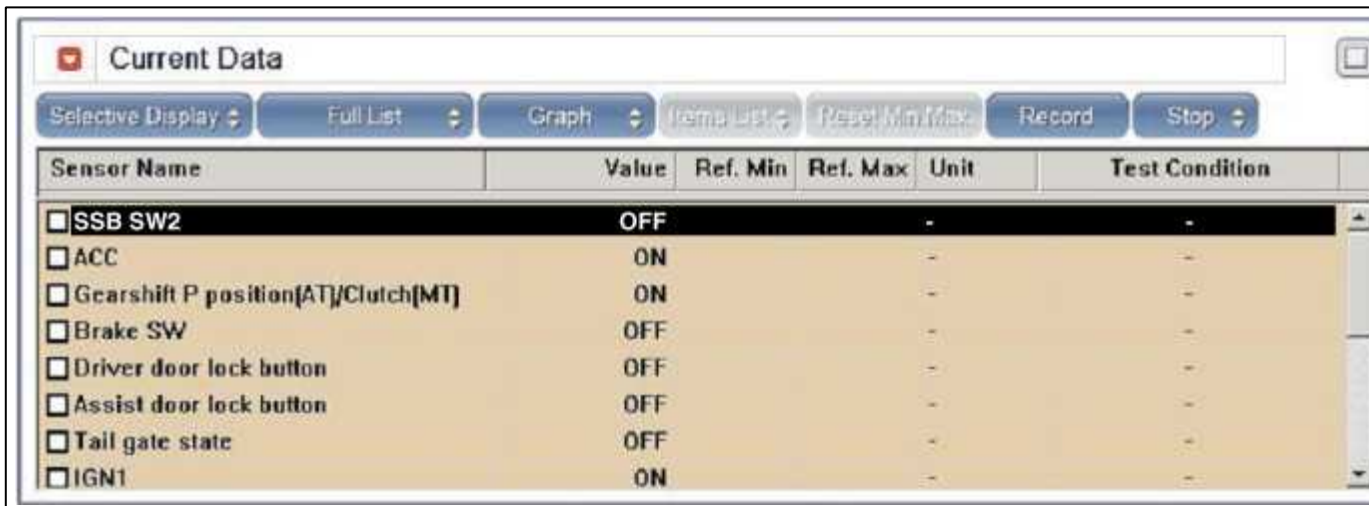 Current Data
Selective Display Full List Graph Items List Reset Min.Max. Record Stop
Sensor Name Value Ref. Min Ref. Max Unit Test Condition
SSB SW2 OFF - -
ACC ON - -
Gearshift P position(AT)/Clutch(MT) ON - -
Brake SW OFF - -
Driver door lock button OFF - -
Assist door lock button OFF - -
Tail gate state OFF - -
IGN1 ON - -